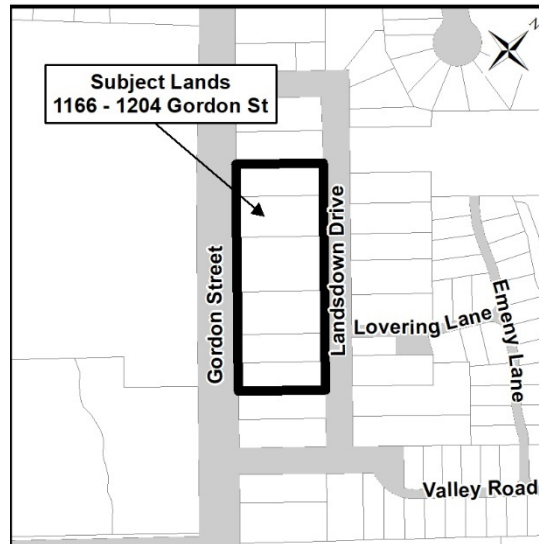 N
Subject Lands
1166 - 1204 Gordon St
Gordon Street
Landsdown Drive
Lovering Lane
Emeny Lane
Valley Road